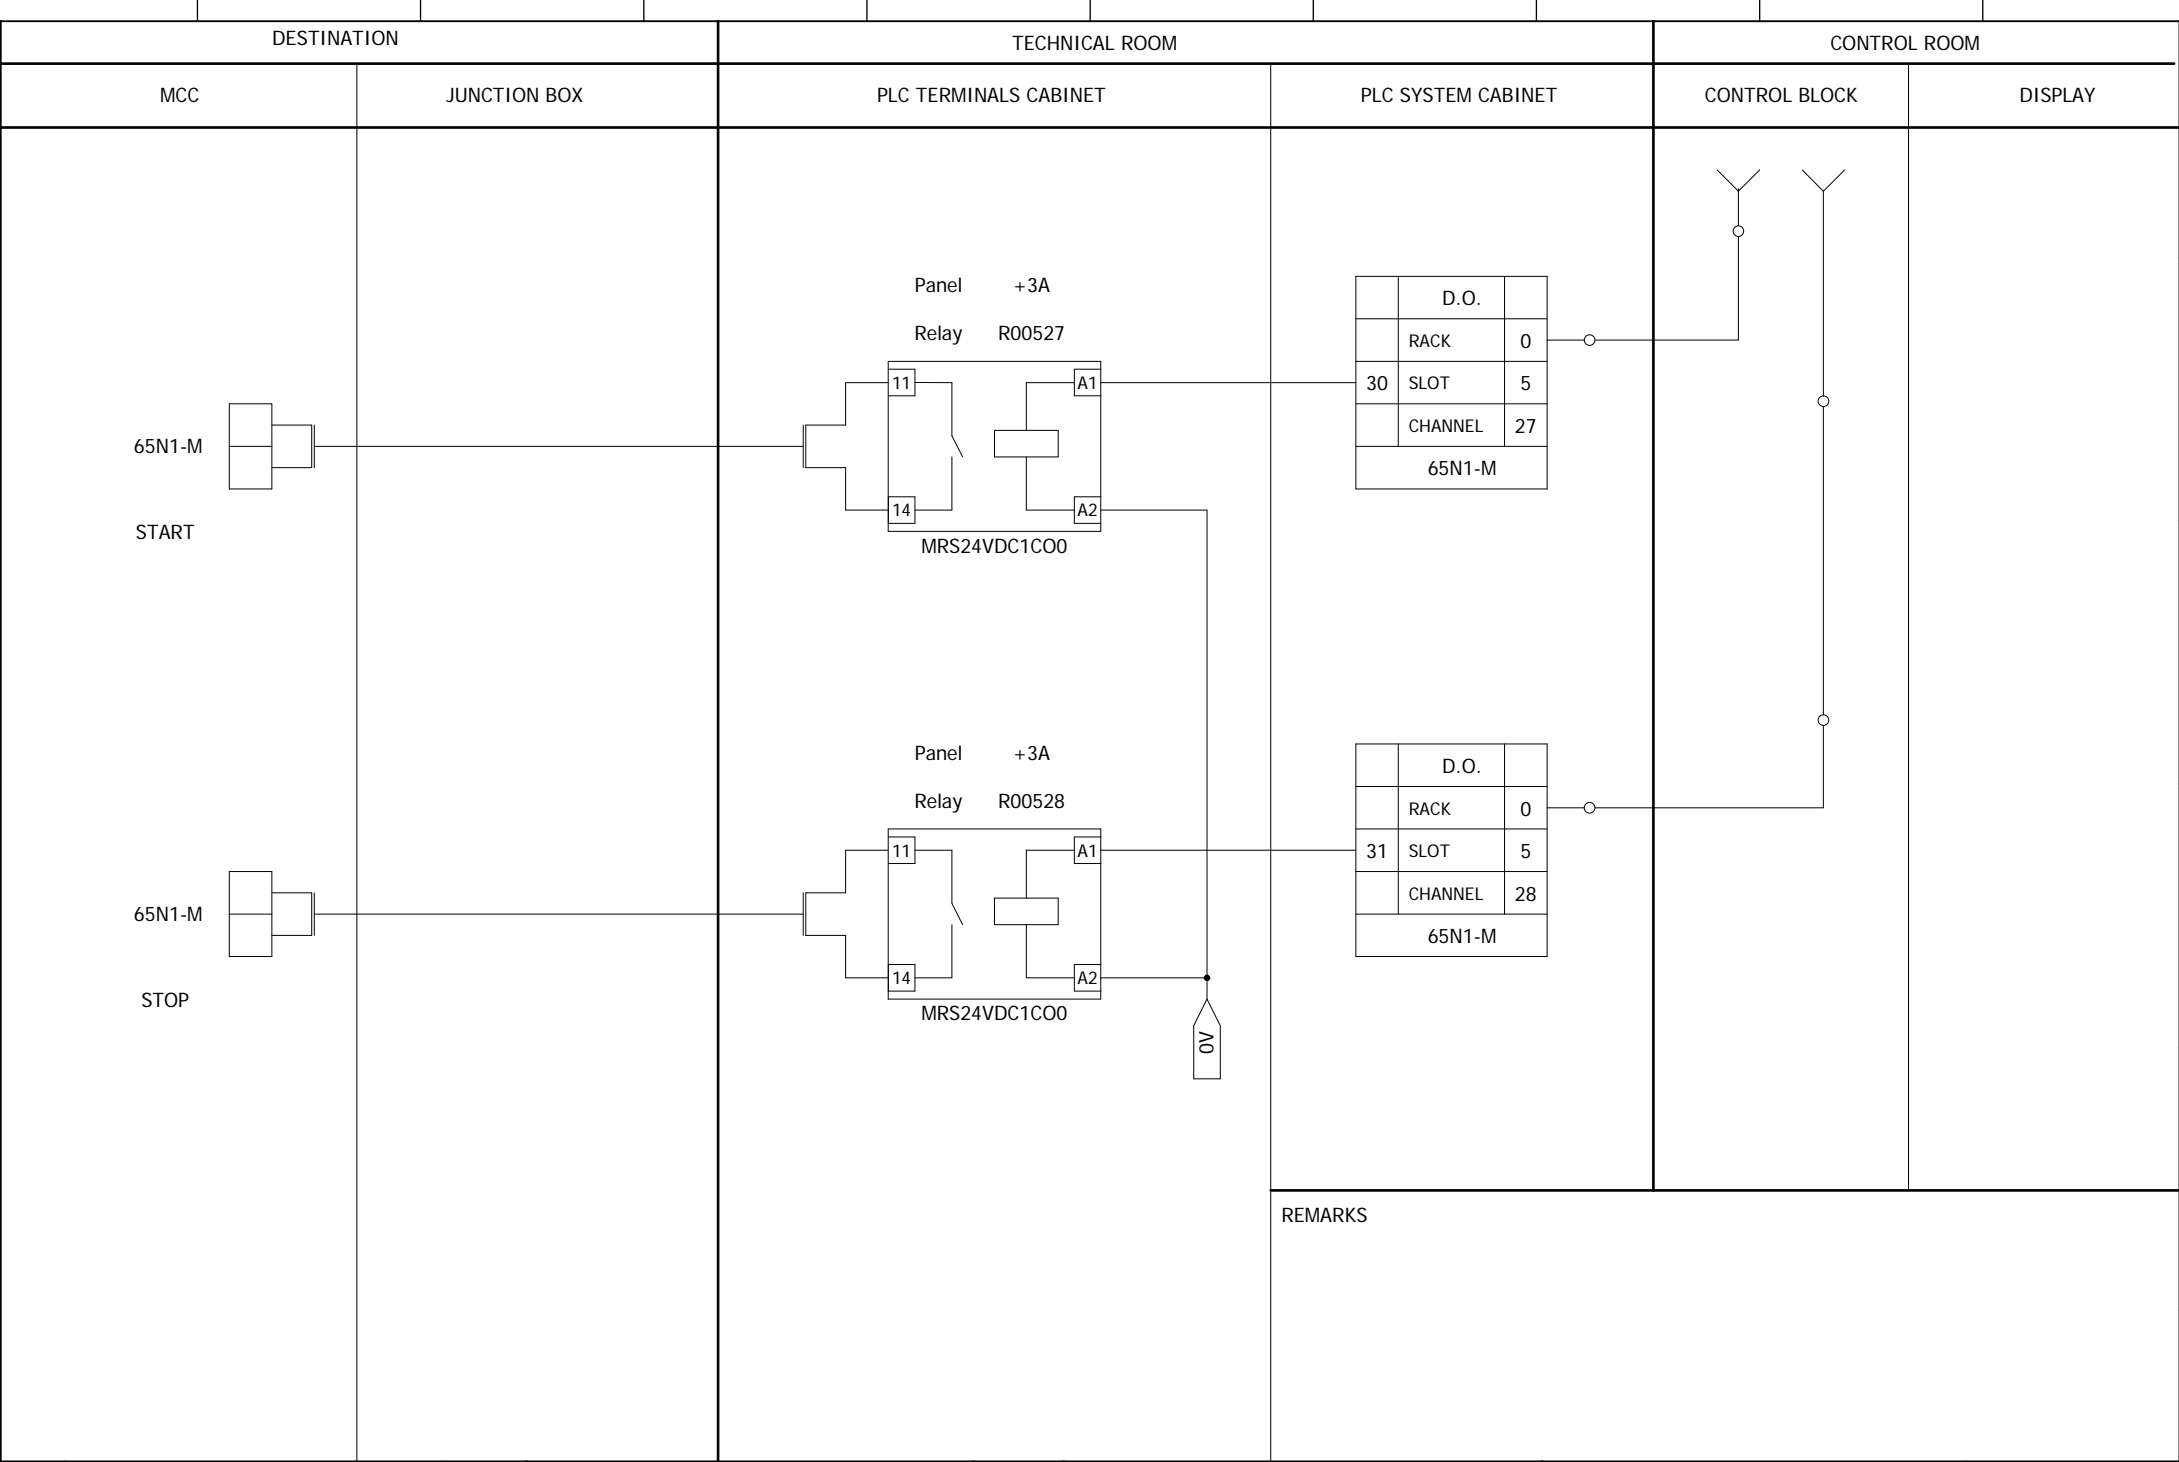 DESTINATION TECHNICAL ROOM CONTROL ROOM
MCC JUNCTION BOX PLC TERMINALS CABINET PLC SYSTEM CABINET CONTROL BLOCK DISPLAY
Panel +3A
Relay R00527
D.O.
RACK 0
11 A1 30 SLOT 5
CHANNEL 27
65N1-M 65N1-M
14 A2
START
MRS24VDC1CO0
Panel +3A
Relay R00528
D.O.
RACK 0
11 A1 31 SLOT 5
CHANNEL 28
65N1-M 65N1-M
14 A2
STOP
MRS24VDC1CO0
0V
REMARKS